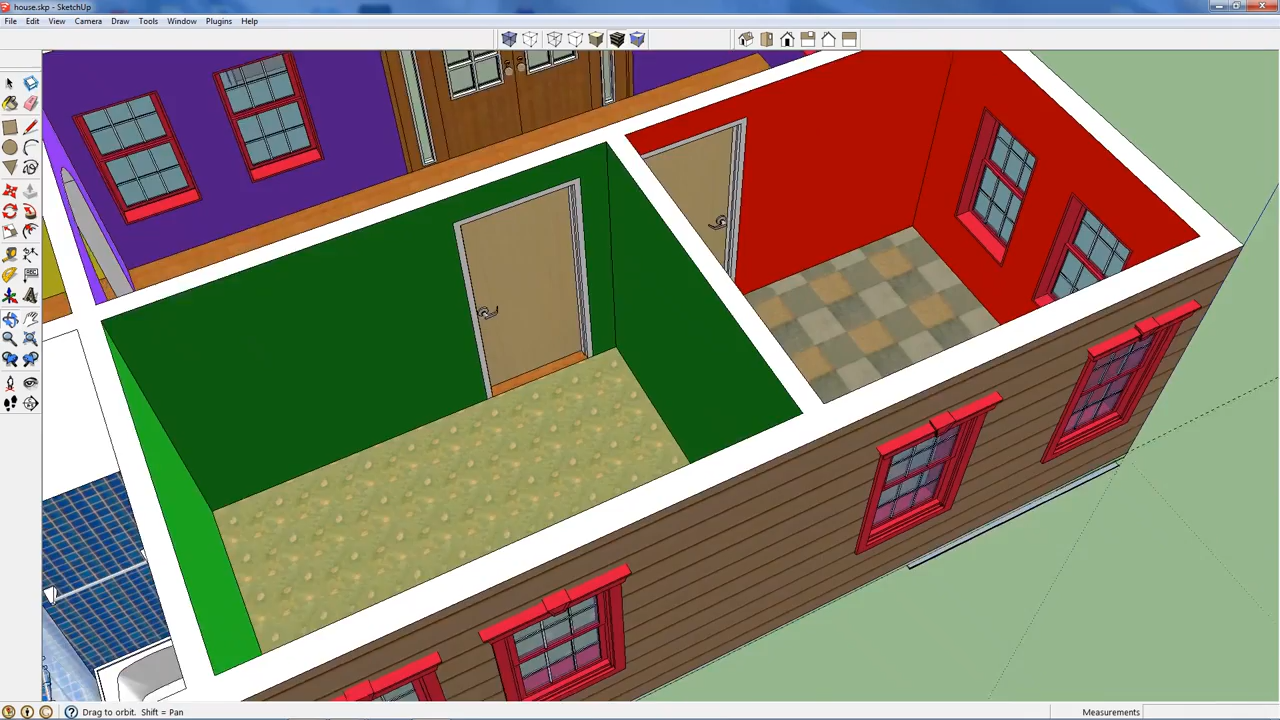 house.skp - SketchUp
File Edit View Camera Draw Tools Window Plugins Help
Drag to orbit. Shift = Pan
Measurements